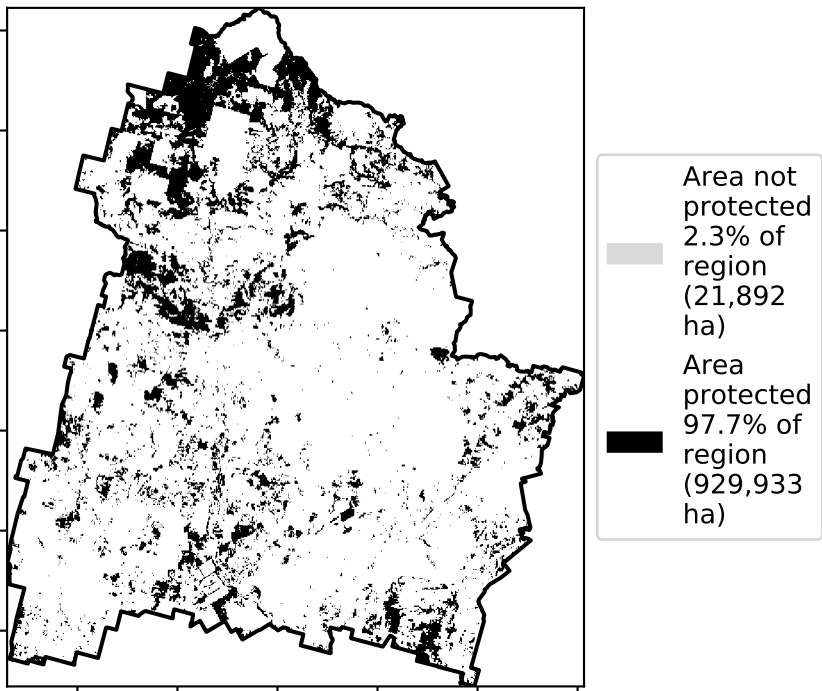 Area not
protected
2.3% of
region
(21,892
ha)
Area
protected
97.7% of
region
(929,933
ha)